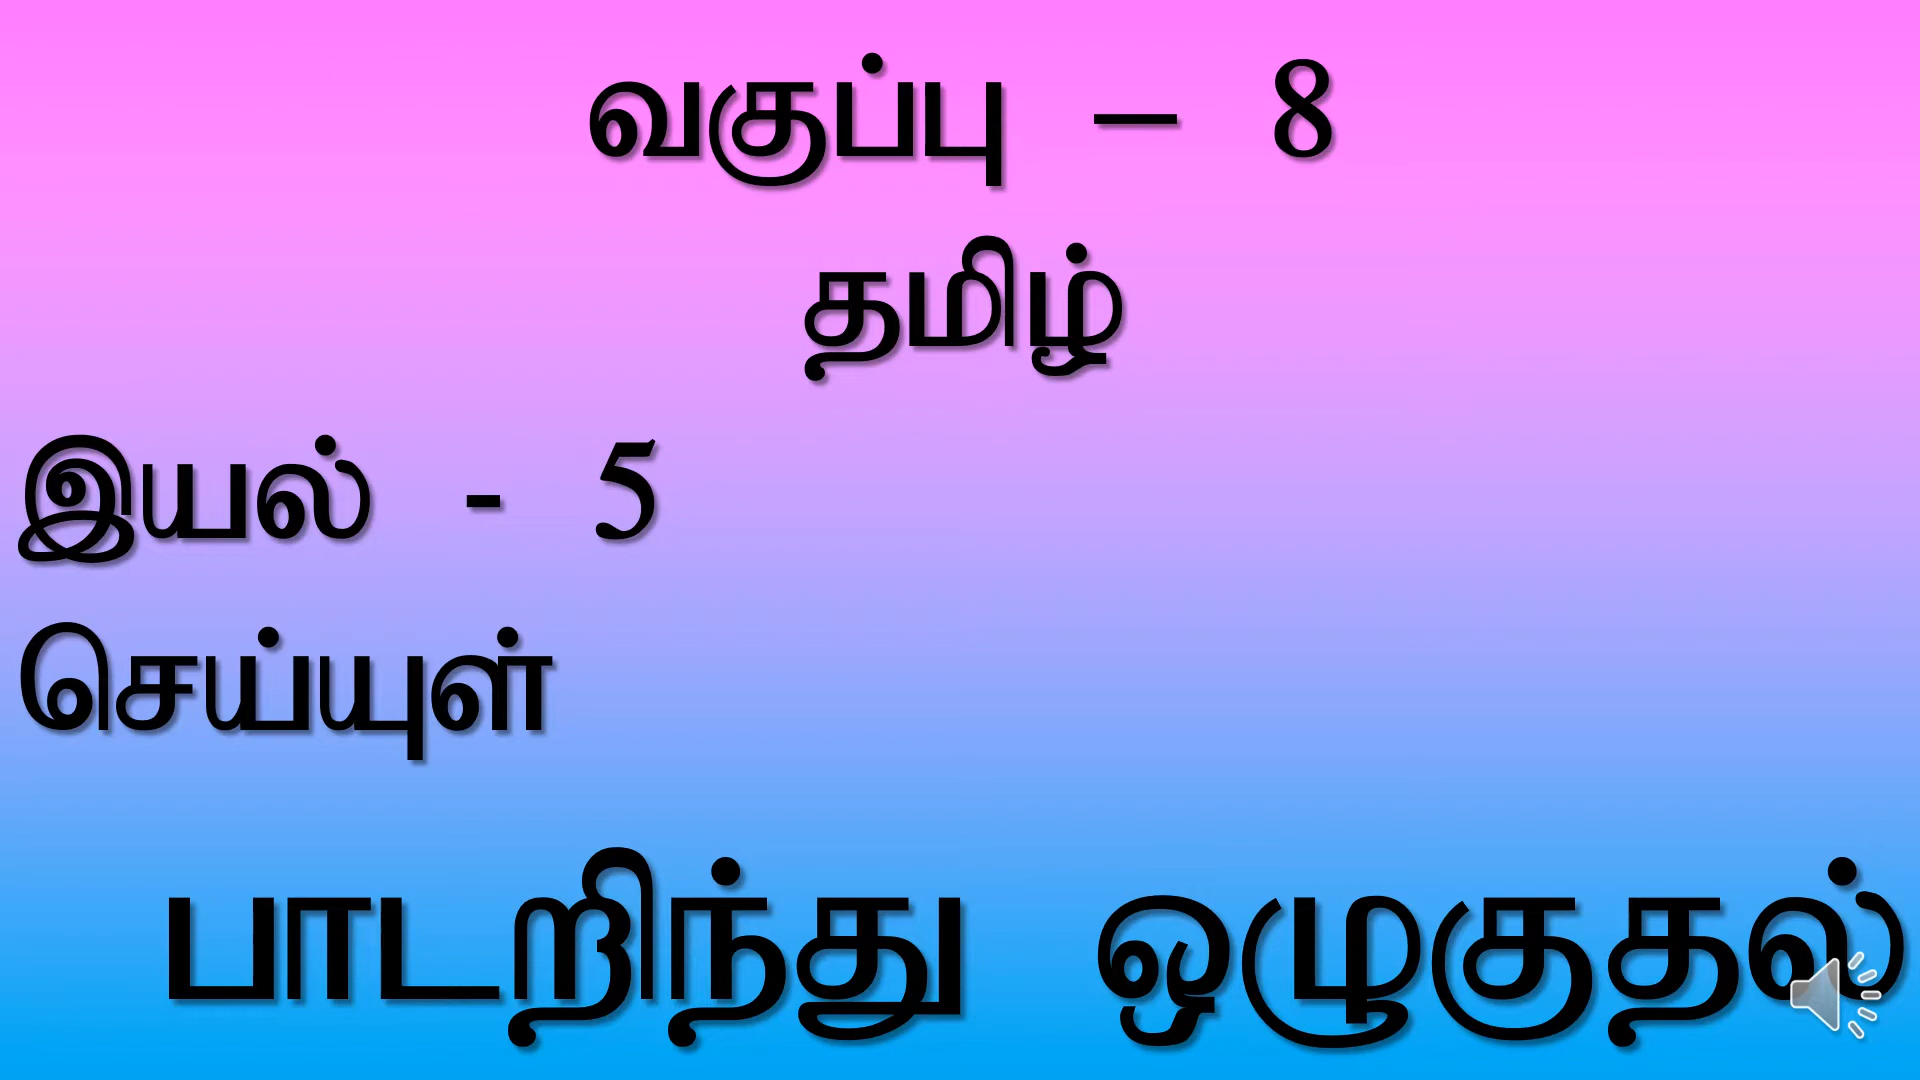 வகுப்பு – 8
தமிழ்
இயல் - 5
செய்யுள்
பாடறிந்து ஒழுகுதல்